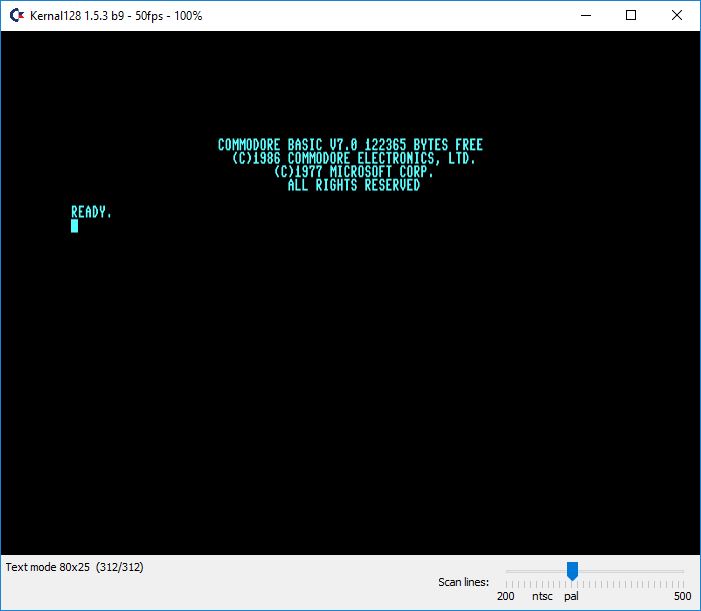 Kernal128 1.5.3 b9 - 50fps - 100%
COMMODORE BASIC V7.0 122365 BYTES FREE
(C)1986 COMMODORE ELECTRONICS, LTD.
(C)1977 MICROSOFT CORP.
ALL RIGHTS RESERVED
READY.
Text mode 80x25 (312/312)
Scan lines:
200 ntsc pal 500